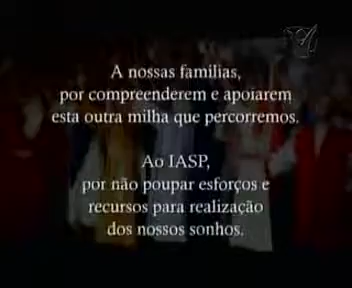 A nossas famílias,
por compreenderem e apoiarem
esta outra milha que percorremos.
Ao IASP,
por não poupar esforços e
recursos para realização
dos nossos sonhos.